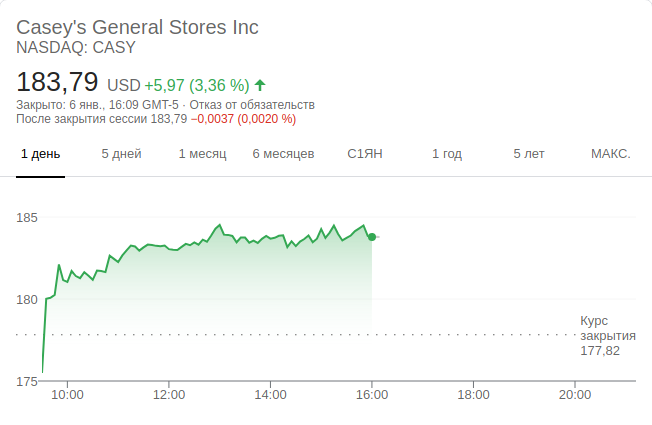 Casey's General Stores Inc
NASDAQ: CASY
183,79 USD +5,97 (3,36 %)
Закрыто: 6 янв., 16:09 GMT-5 · Отказ от обязательств
После закрытия сессии 183,79 −0,0037 (0,0020 %)
1 день 5 дней 1 месяц 6 месяцев С1ЯН 1 год 5 лет МАКС.
185
180
Курс
закрытия
177,82
175
10:00 12:00 14:00 16:00 18:00 20:00